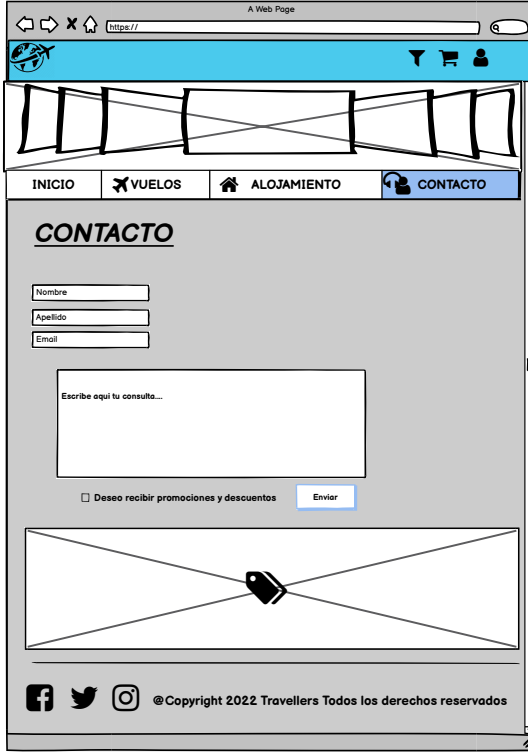 A Web Page
https://
INICIO VUELOS ALOJAMIENTO CONTACTO
CONTACTO
Nombre
Apellido
Email
Escribe aqui tu consulta....
Deseo recibir promociones y descuentos Enviar
@Copyright 2022 Travellers Todos los derechos reservados